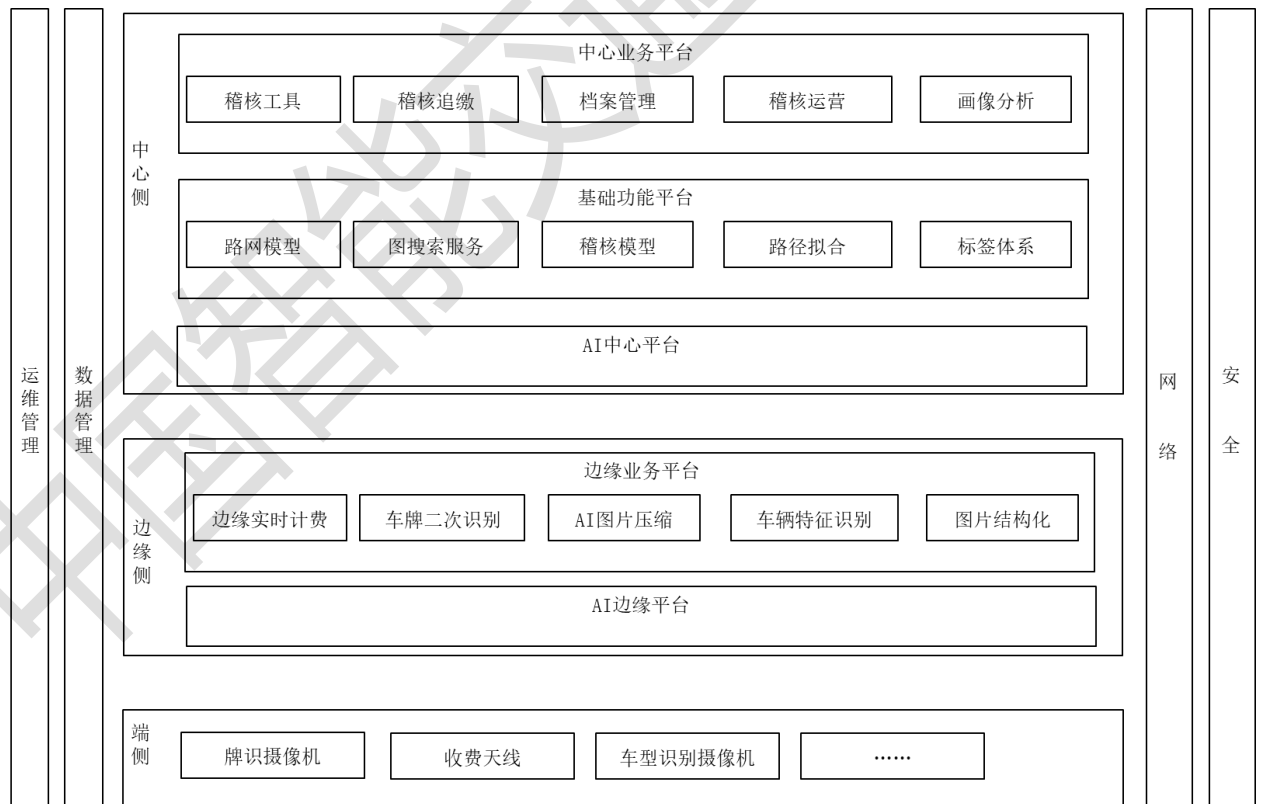 运维管理
数据管理
中心侧
中心业务平台
稽核工具
稽核追缴
档案管理
稽核运营
画像分析
基础功能平台
路网模型
图搜索服务
稽核模型
路径拟合
标签体系
AI中心平台
边缘侧
边缘业务平台
边缘实时计费
车牌二次识别
AI图片压缩
车辆特征识别
图片结构化
AI边缘平台
端侧
牌识摄像机
收费天线
车型识别摄像机
……
网络
安全
中国智能交通